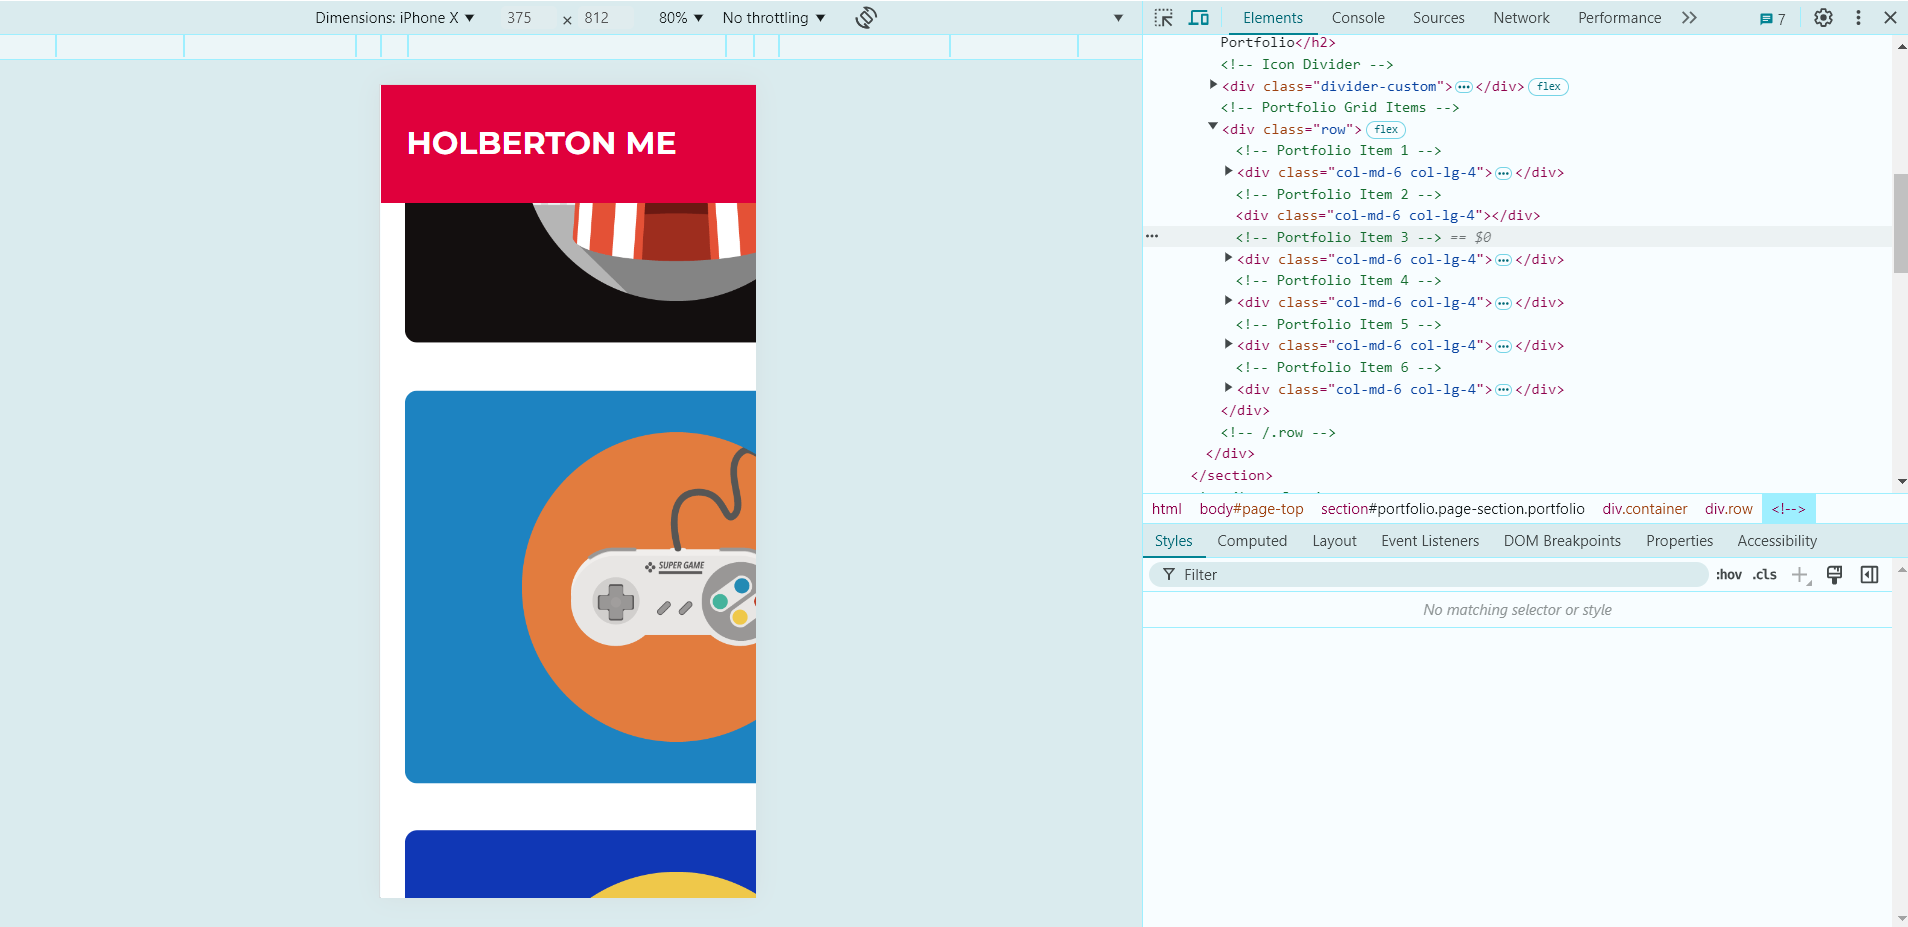 Dimensions: iPhone X ▼ 375 × 812 80% ▼ No throttling ▼
HOLBERTON ME
SUPER GAME
Elements Console Sources Network Performance 7
Portfolio</h2>
<!-- Icon Divider -->
<div class="divider-custom">…</div> flex
<!-- Portfolio Grid Items -->
<div class="row"> flex
<!-- Portfolio Item 1 -->
<div class="col-md-6 col-lg-4">…</div>
<!-- Portfolio Item 2 -->
<div class="col-md-6 col-lg-4"></div>
<!-- Portfolio Item 3 --> == $0
<div class="col-md-6 col-lg-4">…</div>
<!-- Portfolio Item 4 -->
<div class="col-md-6 col-lg-4">…</div>
<!-- Portfolio Item 5 -->
<div class="col-md-6 col-lg-4">…</div>
<!-- Portfolio Item 6 -->
<div class="col-md-6 col-lg-4">…</div>
</div>
<!-- /.row -->
</div>
</section>
html body#page-top section#portfolio.page-section.portfolio div.container div.row <!-->
Styles Computed Layout Event Listeners DOM Breakpoints Properties Accessibility
Filter :hov .cls
No matching selector or style